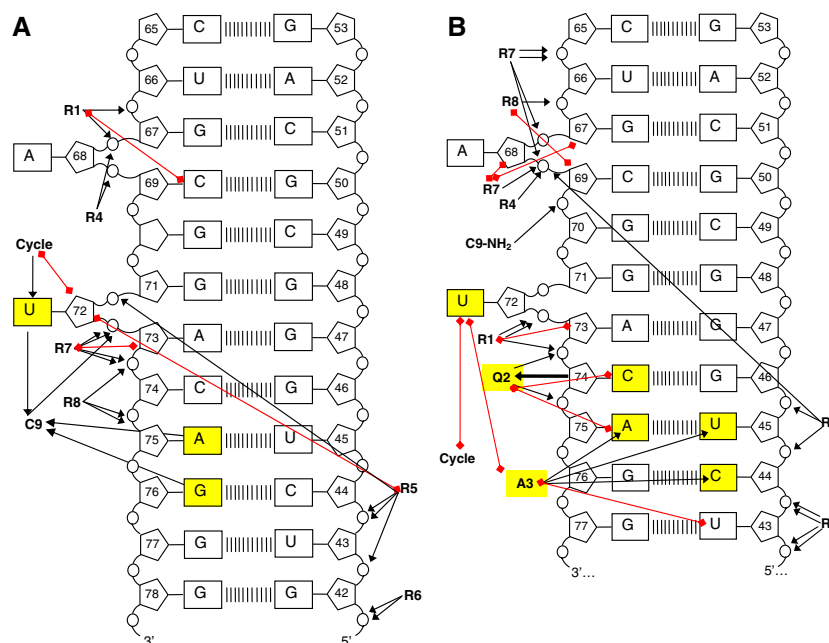 A
65 C G 53
66 U A 52
R1
67 G C 51
A 68
69 C G 50
R4
G C 49
Cycle
71 G G 48
U 72
73 A G 47
R7
74 C G 46
R8
C9
75 A U 45
76 G C 44 R5
77 G U 43
78 G G 42 R6
3' 5'
B
65 C G 53
R7
66 U A 52
R8
67 G C 51
A 68
69 C G 50
R7
R4
70 G C 49
C9-NH2
71 G G 48
U 72
73 A G 47
R1
Q2 74 C G 46
75 A U 45 R
Cycle
A3 76 G C 44
77 G U 43 R
3'... 5'...